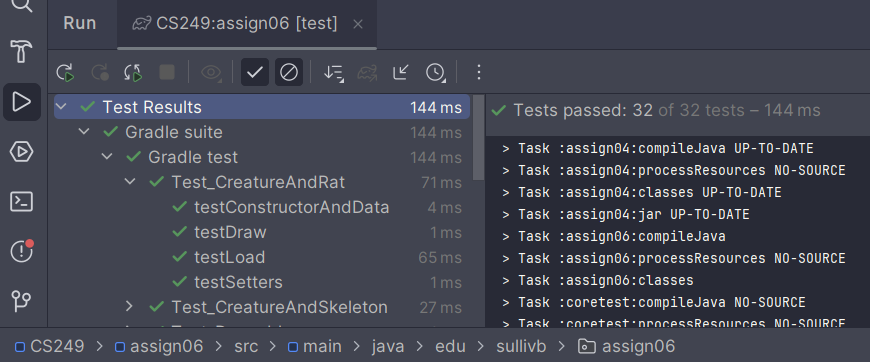 Run CS249:assign06 [test]
Test Results 144 ms
Gradle suite 144 ms
Gradle test 144 ms
Test_CreatureAndRat 71 ms
testConstructorAndData 4 ms
testDraw 1 ms
testLoad 65 ms
testSetters 1 ms
Test_CreatureAndSkeleton 27 ms
Tests passed: 32 of 32 tests – 144 ms
> Task :assign04:compileJava UP-TO-DATE
> Task :assign04:processResources NO-SOURCE
> Task :assign04:classes UP-TO-DATE
> Task :assign04:jar UP-TO-DATE
> Task :assign06:compileJava
> Task :assign06:processResources NO-SOURCE
> Task :assign06:classes
> Task :coretest:compileJava NO-SOURCE
> Task :coretest:processResources NO-SOURCE
CS249 > assign06 > src > main > java > edu > sullivb > assign06